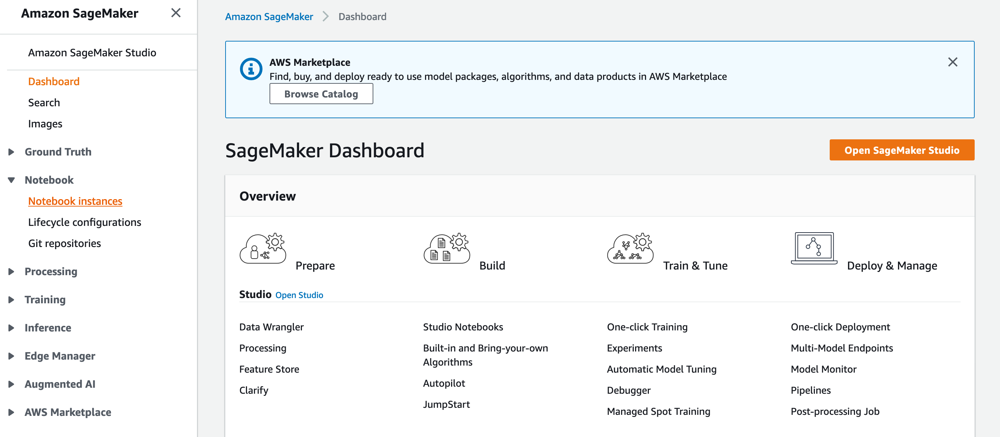 Amazon SageMaker
Amazon SageMaker Studio
Dashboard
Search
Images
Ground Truth
Notebook
Notebook instances
Lifecycle configurations
Git repositories
Processing
Training
Inference
Edge Manager
Augmented AI
AWS Marketplace
Amazon SageMaker > Dashboard
AWS Marketplace
Find, buy, and deploy ready to use model packages, algorithms, and data products in AWS Marketplace
Browse Catalog
SageMaker Dashboard
Open SageMaker Studio
Overview
Prepare
Build
Train & Tune
Deploy & Manage
Studio Open Studio
Data Wrangler
Processing
Feature Store
Clarify
Studio Notebooks
Built-in and Bring-your-own
Algorithms
Autopilot
JumpStart
One-click Training
Experiments
Automatic Model Tuning
Debugger
Managed Spot Training
One-click Deployment
Multi-Model Endpoints
Model Monitor
Pipelines
Post-processing Job